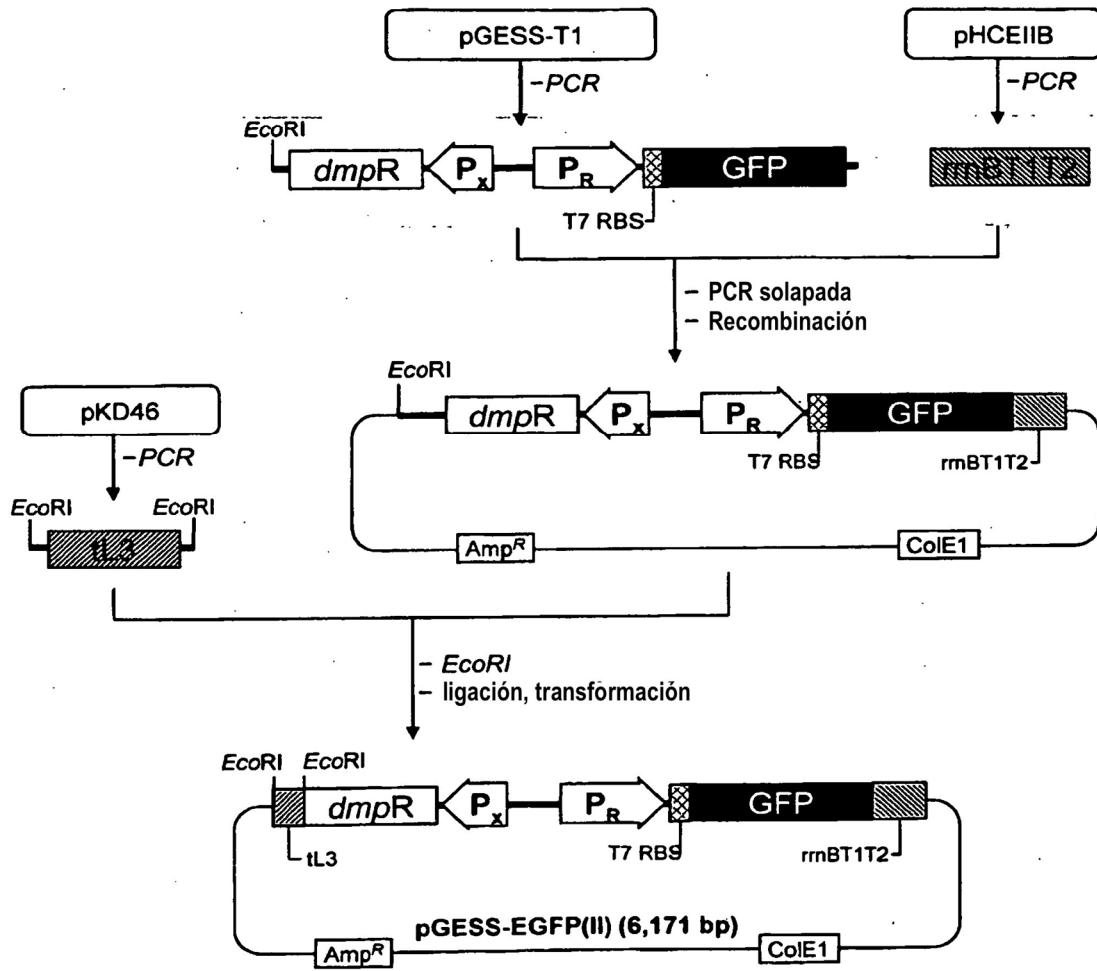 pGESS-T1
pHCEIIB
–PCR
–PCR
EcoRI
dmpR
Px
PR
GFP
rrnBT1T2
T7 RBS
– PCR solapada
– Recombinación
EcoRI
pKD46
dmpR
Px
PR
GFP
–PCR
T7 RBS
rrnBT1T2
EcoRI
EcoRI
tL3
AmpR
ColE1
– EcoRI
– ligación, transformación
EcoRI
EcoRI
dmpR
Px
PR
GFP
tL3
T7 RBS
rrnBT1T2
pGESS-EGFP(II) (6,171 bp)
AmpR
ColE1